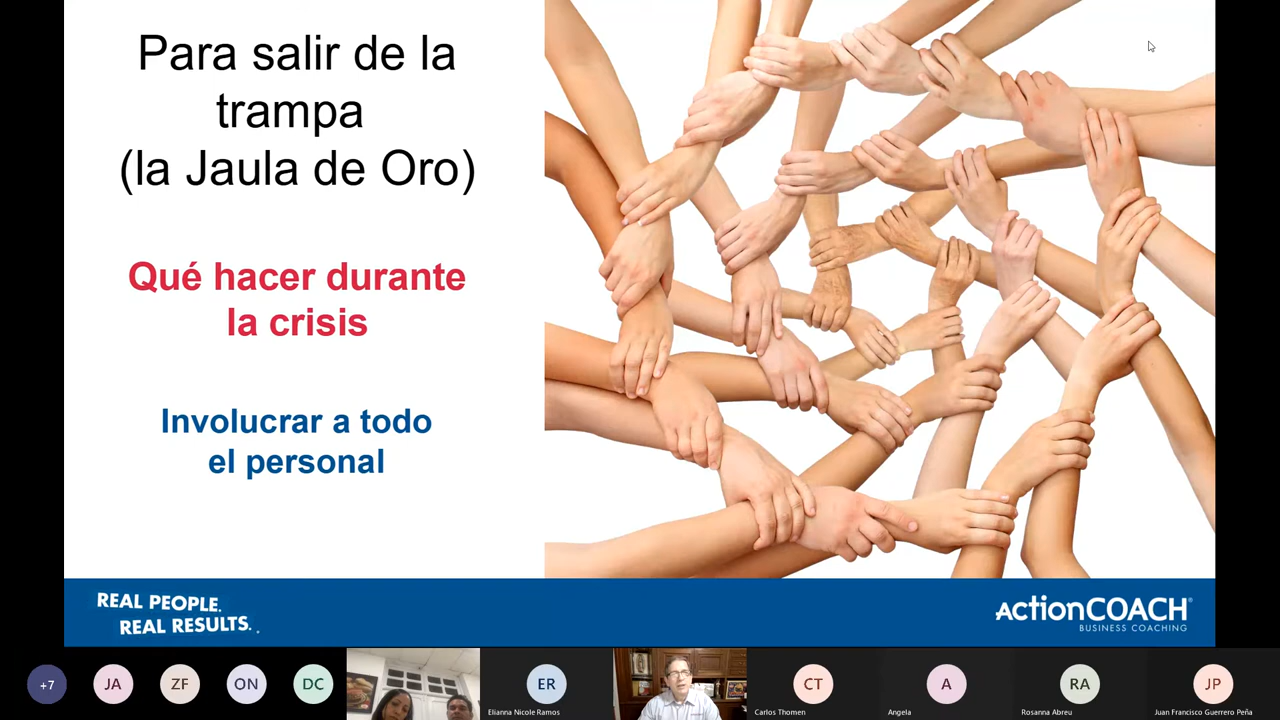 Para salir de la
trampa
(la Jaula de Oro)
Qué hacer durante
la crisis
Involucrar a todo
el personal
REAL PEOPLE.
REAL RESULTS.
ActionCOACH®
BUSINESS COACHING
+7
JA
ZF
ON
DC
ER
Elianna Nicole Ramos
CT
Carlos Thomen
A
Angela
RA
Rosanna Abreu
JP
Juan Francisco Guerrero Peña